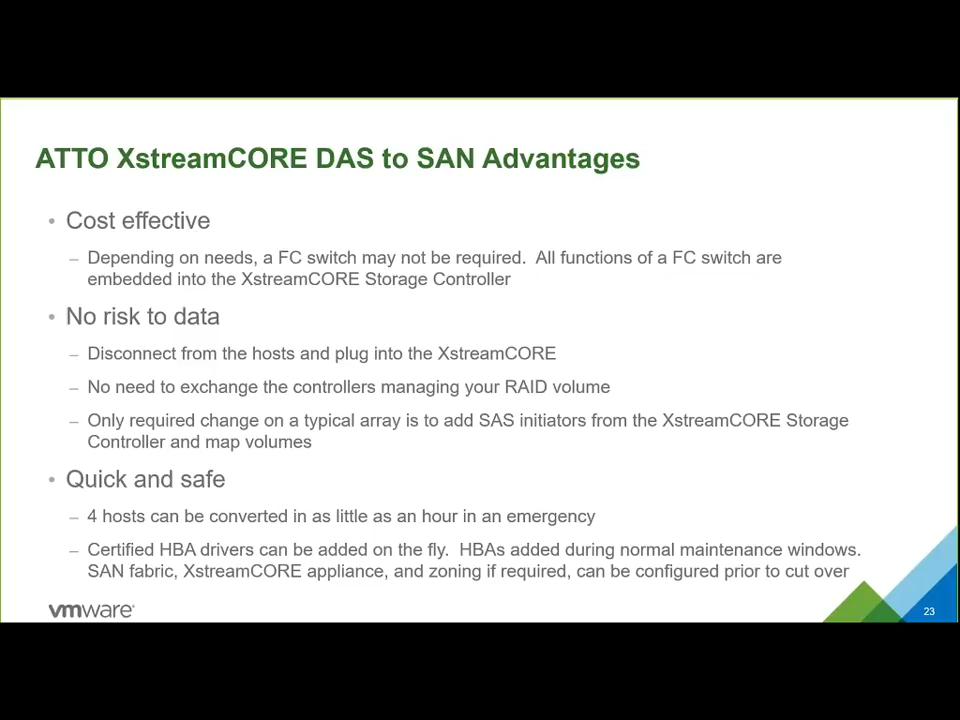 ATTO XstreamCORE DAS to SAN Advantages
• Cost effective
– Depending on needs, a FC switch may not be required.  All functions of a FC switch are
embedded into the XstreamCORE Storage Controller
• No risk to data
– Disconnect from the hosts and plug into the XstreamCORE
– No need to exchange the controllers managing your RAID volume
– Only required change on a typical array is to add SAS initiators from the XstreamCORE Storage
Controller and map volumes
• Quick and safe
– 4 hosts can be converted in as little as an hour in an emergency
– Certified HBA drivers can be added on the fly.  HBAs added during normal maintenance windows.
SAN fabric, XstreamCORE appliance, and zoning if required, can be configured prior to cut over
vmware
23